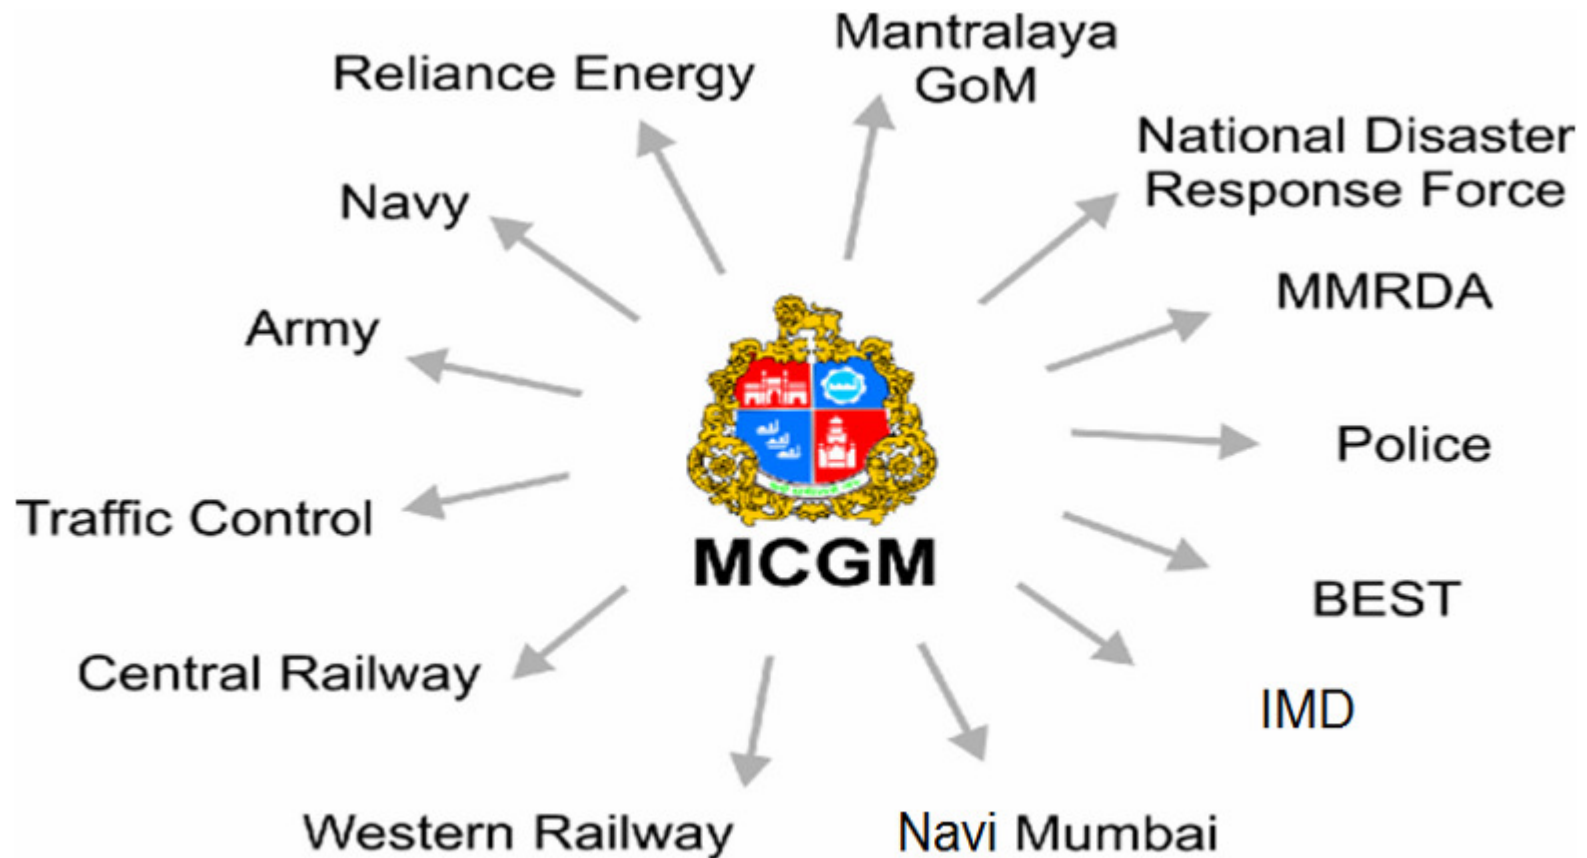 Mantralaya
GoM
Reliance Energy
National Disaster
Response Force
Navy
MMRDA
Army
Police
Traffic Control
MCGM
BEST
Central Railway
IMD
Western Railway
Navi Mumbai